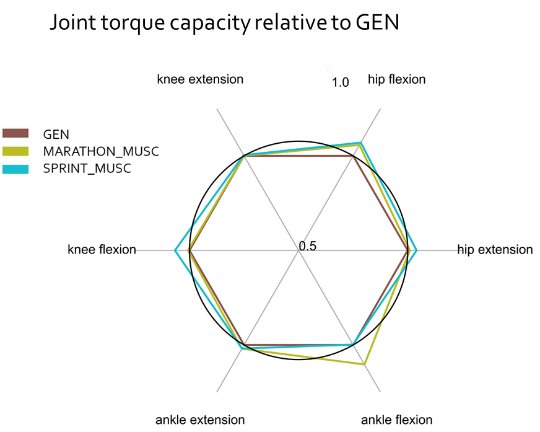 Joint torque capacity relative to GEN
knee extension
1.0
hip flexion
GEN
MARATHON_MUSC
SPRINT_MUSC
knee flexion
0.5
hip extension
ankle extension
ankle flexion